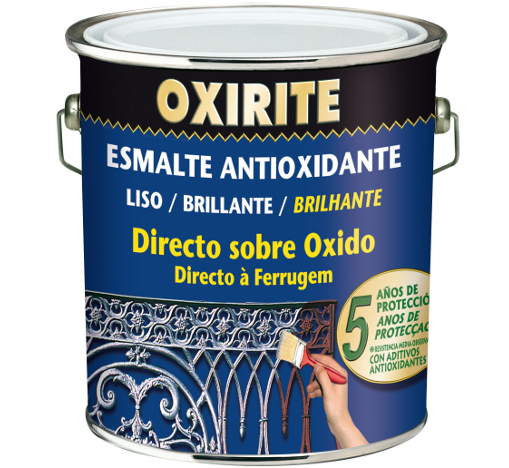 OXIRITE
ESMALTE ANTIOXIDANTE
LISO / BRILLANTE / BRILHANTE
Directo sobre Oxido
Directo à Ferrugem
5
AÑOS DE
PROTECCIÓ
ANOS DE
PROTECÇAO
CON ADITIVOS
ANTIOXIDANTES